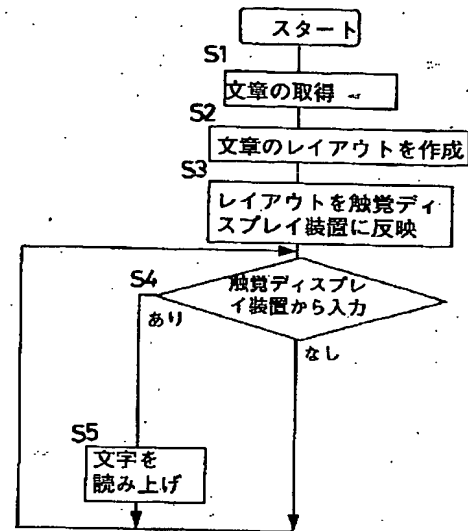 スタート
S1
文章の取得
S2
文章のレイアウトを作成
S3
レイアウトを触覚ディ
スプレイ装置に反映
S4
触覚ディスプレ
イ装置から入力
あり
なし
S5
文字を
読み上げ